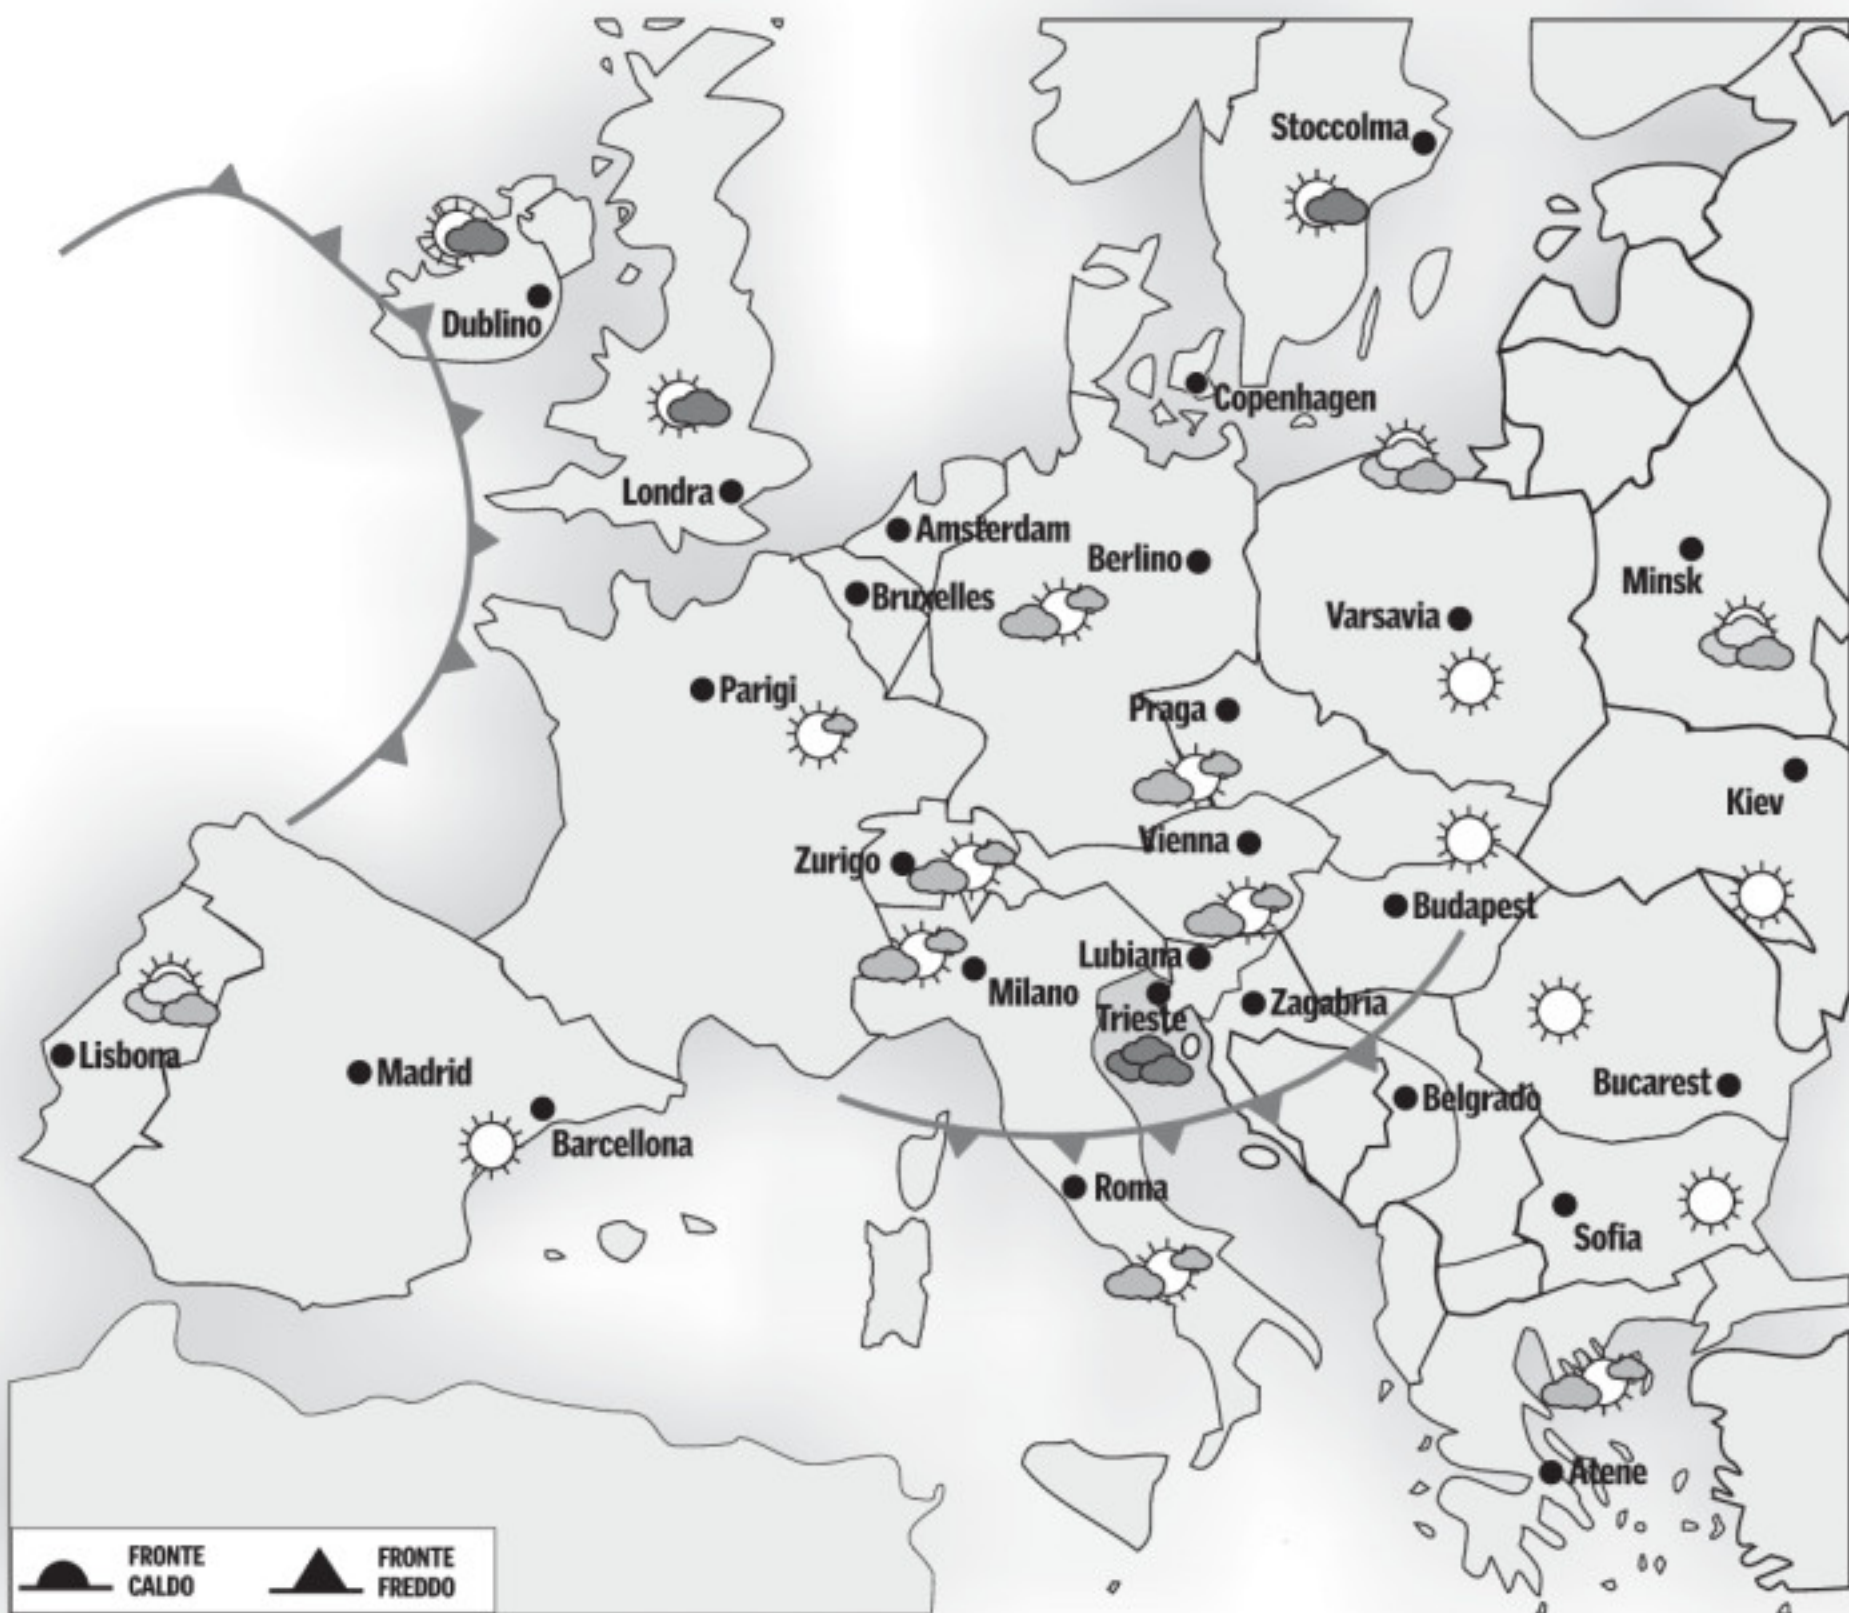 Stoccolma
Dublino
Copenhagen
Londra
Amsterdam
Berlino
Minsk
Bruxelles
Varsavia
Parigi
Praga
Kiev
Vienna
Zurigo
Budapest
Lubiana
Milano
Zagabria
Trieste
Lisbona
Madrid
Bucarest
Belgrado
Barcellona
Roma
Sofia
Atene
FRONTE
CALDO
FRONTE
FREDDO